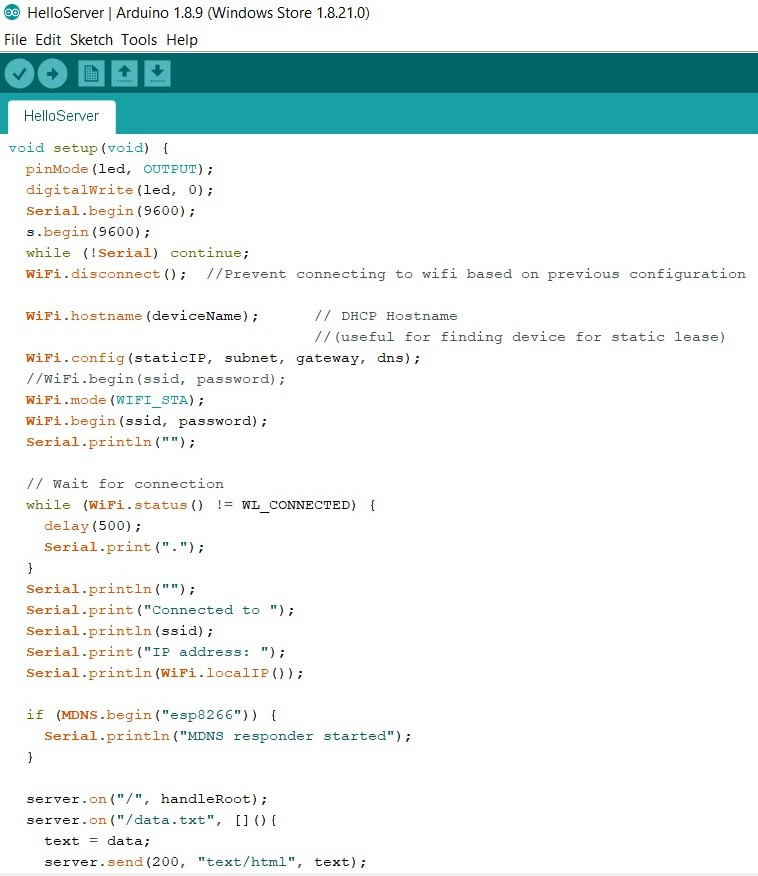 HelloServer | Arduino 1.8.9 (Windows Store 1.8.21.0)
File Edit Sketch Tools Help
HelloServer
void setup(void) {
  pinMode(led, OUTPUT);
  digitalWrite(led, 0);
  Serial.begin(9600);
  s.begin(9600);
  while (!Serial) continue;
  WiFi.disconnect();  //Prevent connecting to wifi based on previous configuration

  WiFi.hostname(deviceName);      // DHCP Hostname
                                  //(useful for finding device for static lease)
  WiFi.config(staticIP, subnet, gateway, dns);
  //WiFi.begin(ssid, password);
  WiFi.mode(WIFI_STA);
  WiFi.begin(ssid, password);
  Serial.println("");

  // Wait for connection
  while (WiFi.status() != WL_CONNECTED) {
    delay(500);
    Serial.print(".");
  }
  Serial.println("");
  Serial.print("Connected to ");
  Serial.println(ssid);
  Serial.print("IP address: ");
  Serial.println(WiFi.localIP());

  if (MDNS.begin("esp8266")) {
    Serial.println("MDNS responder started");
  }

  server.on("/", handleRoot);
  server.on("/data.txt", [](){
    text = data;
    server.send(200, "text/html", text);